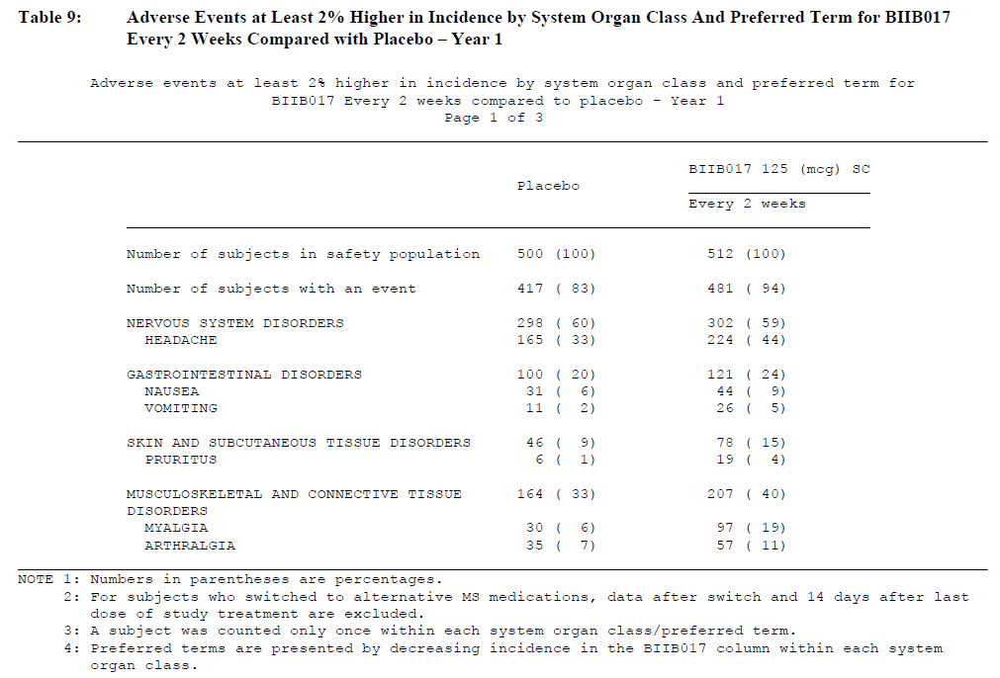 Table 9: Adverse Events at Least 2% Higher in Incidence by System Organ Class And Preferred Term for BIIB017
Every 2 Weeks Compared with Placebo – Year 1
Adverse events at least 2% higher in incidence by system organ class and preferred term for
BIIB017 Every 2 weeks compared to placebo - Year 1
Page 1 of 3
BIIB017 125 (mcg) SC
Placebo
Every 2 weeks
Number of subjects in safety population 500 (100) 512 (100)
Number of subjects with an event 417 ( 83) 481 ( 94)
NERVOUS SYSTEM DISORDERS 298 ( 60) 302 ( 59)
HEADACHE 165 ( 33) 224 ( 44)
GASTROINTESTINAL DISORDERS 100 ( 20) 121 ( 24)
NAUSEA 31 ( 6) 44 ( 9)
VOMITING 11 ( 2) 26 ( 5)
SKIN AND SUBCUTANEOUS TISSUE DISORDERS 46 ( 9) 78 ( 15)
PRURITUS 6 ( 1) 19 ( 4)
MUSCULOSKELETAL AND CONNECTIVE TISSUE 164 ( 33) 207 ( 40)
DISORDERS
MYALGIA 30 ( 6) 97 ( 19)
ARTHRALGIA 35 ( 7) 57 ( 11)
NOTE 1: Numbers in parentheses are percentages.
2: For subjects who switched to alternative MS medications, data after switch and 14 days after last
dose of study treatment are excluded.
3: A subject was counted only once within each system organ class/preferred term.
4: Preferred terms are presented by decreasing incidence in the BIIB017 column within each system
organ class.